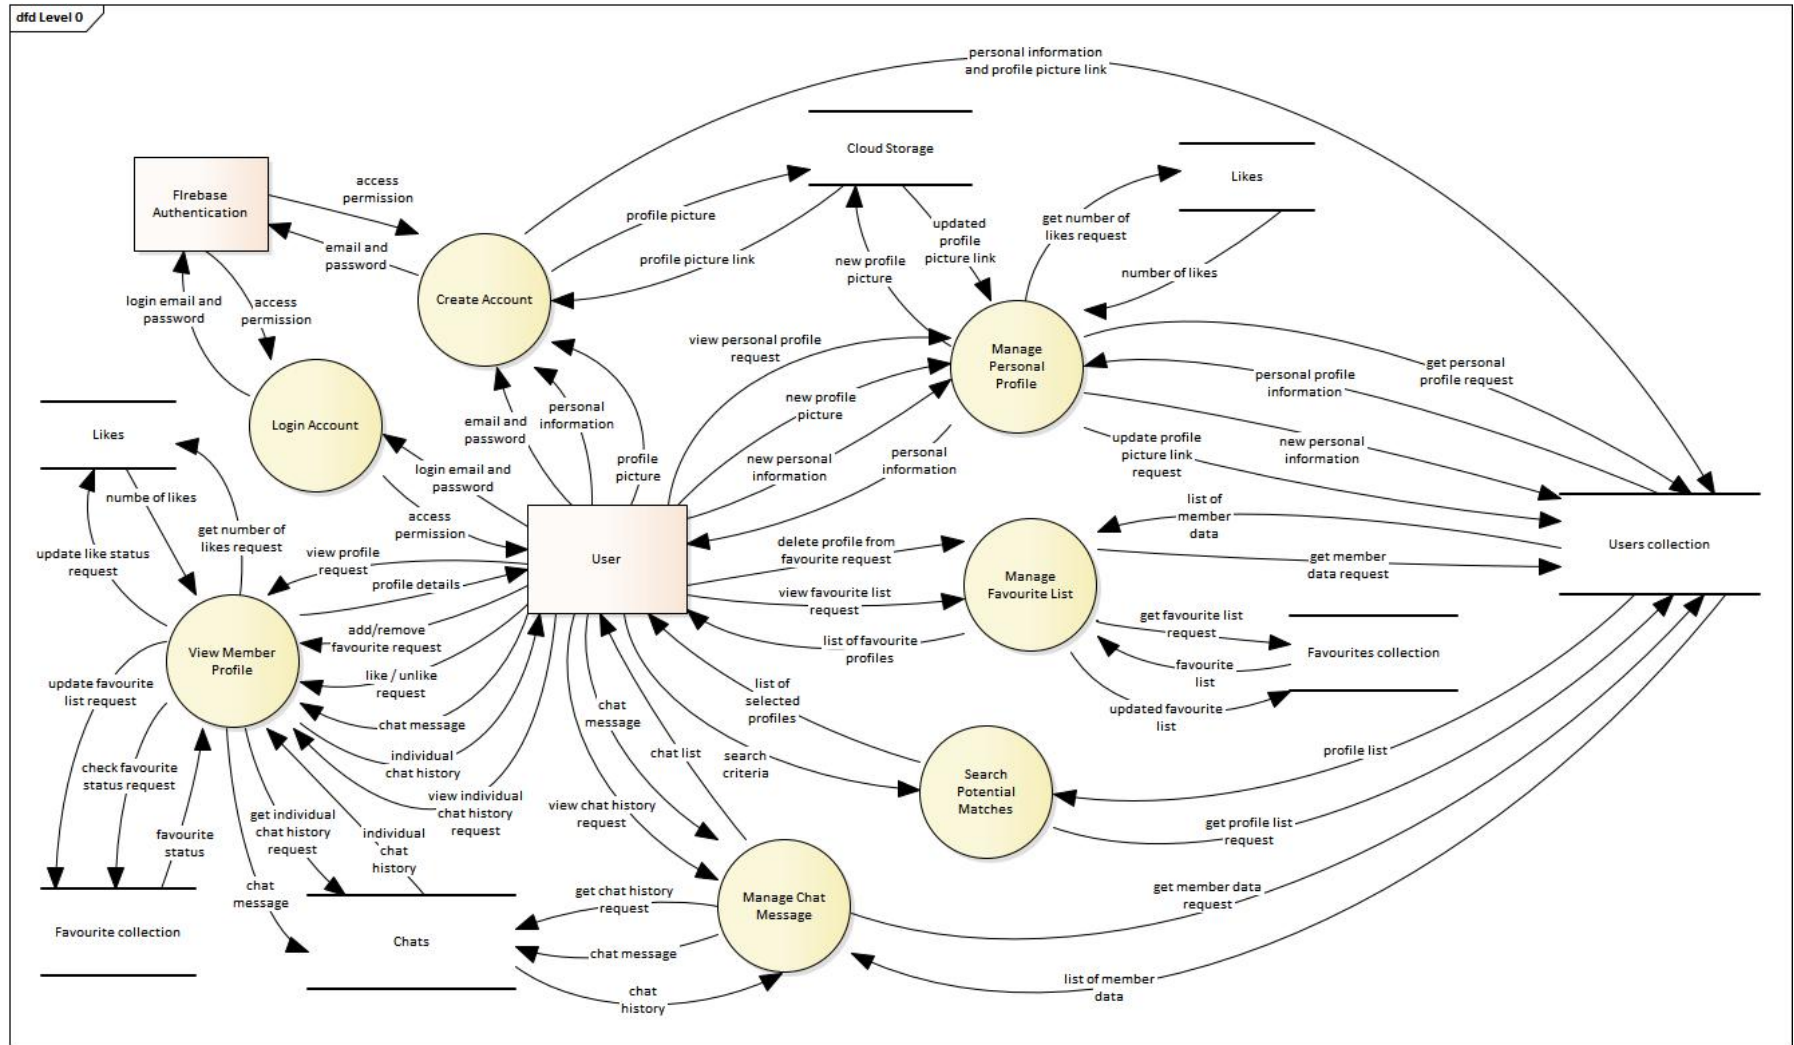 dfd Level 0
personal information
and profile picture link
Cloud Storage
Likes
FIrebase
Authentication
access
permission
email and
password
profile picture
profile picture link
updated
profile
picture link
new profile
picture
get number of
likes request
number of likes
login email and
password
access
permission
Create Account
Manage
Personal
Profile
view personal profile
request
get personal
profile request
personal profile
information
Login Account
Likes
email and
password
personal
information
profile
picture
new profile
picture
new personal
information
personal
information
update profile
picture link
request
new personal
information
login email and
password
access
permission
numbe of likes
get number of
likes request
update like status
request
view profile
request
profile details
User
delete profile from
favourite request
view favourite list
request
list of favourite
profiles
Manage
Favourite List
list of
member
data
get member
data request
Users collection
get favourite list
request
favourite
list
updated favourite
list
Favourites collection
View Member
Profile
add/remove
favourite request
like / unlike
request
chat message
individual
chat history
view individual
chat history
request
update favourite
list request
check favourite
status request
favourite
status
get individual
chat history
request
individual
chat
history
chat
message
chat
message
chat list
view chat history
request
list of
selected
profiles
search
criteria
Search
Potential
Matches
profile list
get profile list
request
Favourite collection
Chats
get chat history
request
chat message
chat
history
Manage Chat
Message
get member data
request
list of member
data